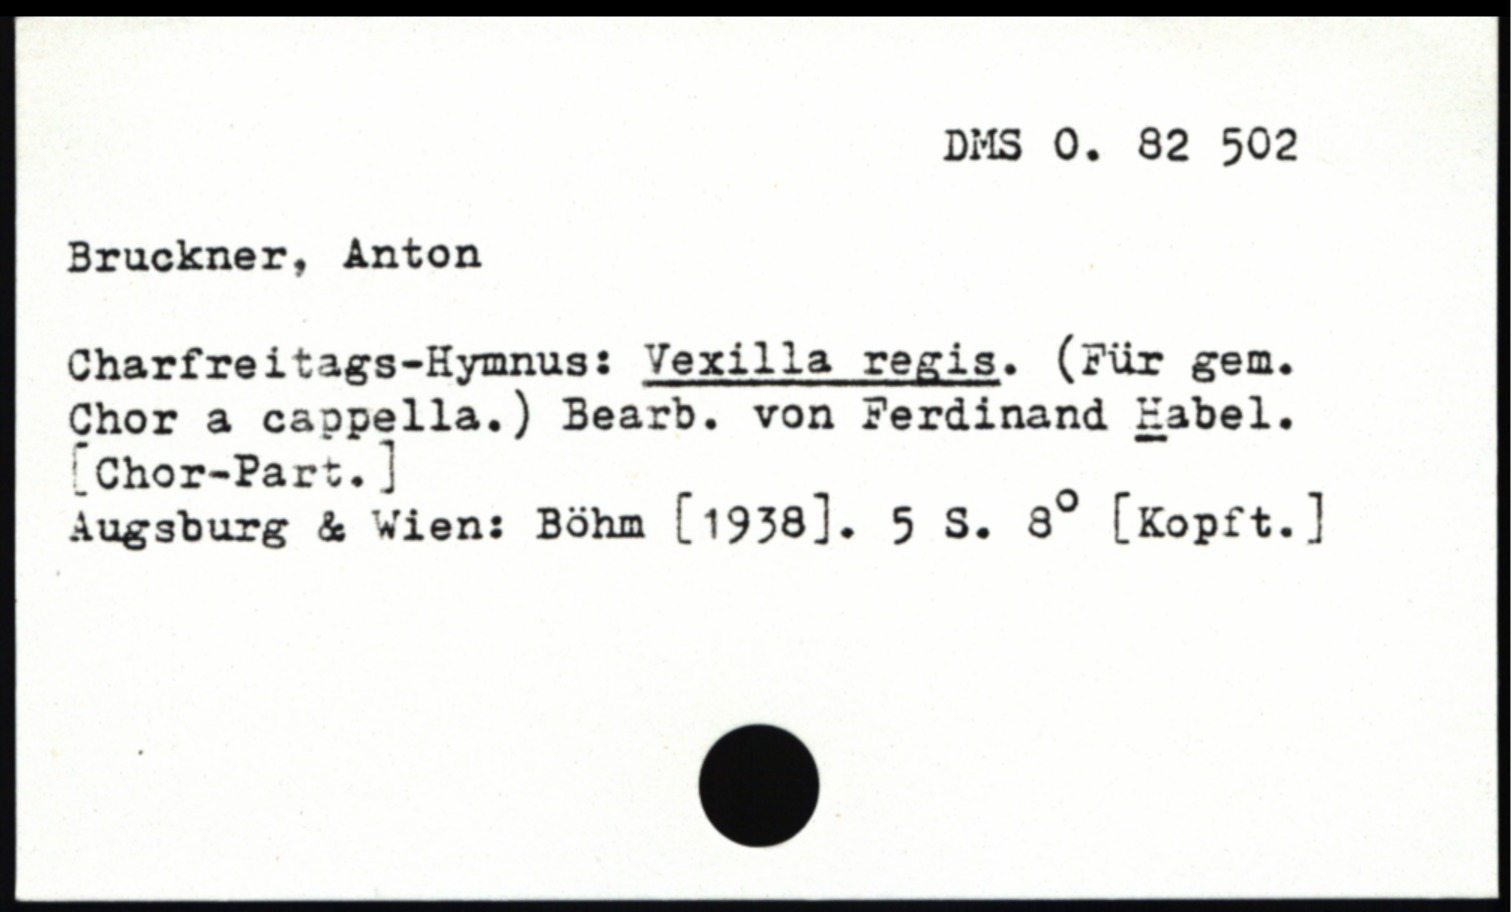 DMS O. 82 502
Bruckner, Anton
Charfreitags-Hymnus: Vexilla regis. (Für gem.
Chor a cappella.) Bearb. von Ferdinand Habel.
[Chor-Part.]
Augsburg & Wien: Böhm [1938]. 5 S. 8° [Kopft.]